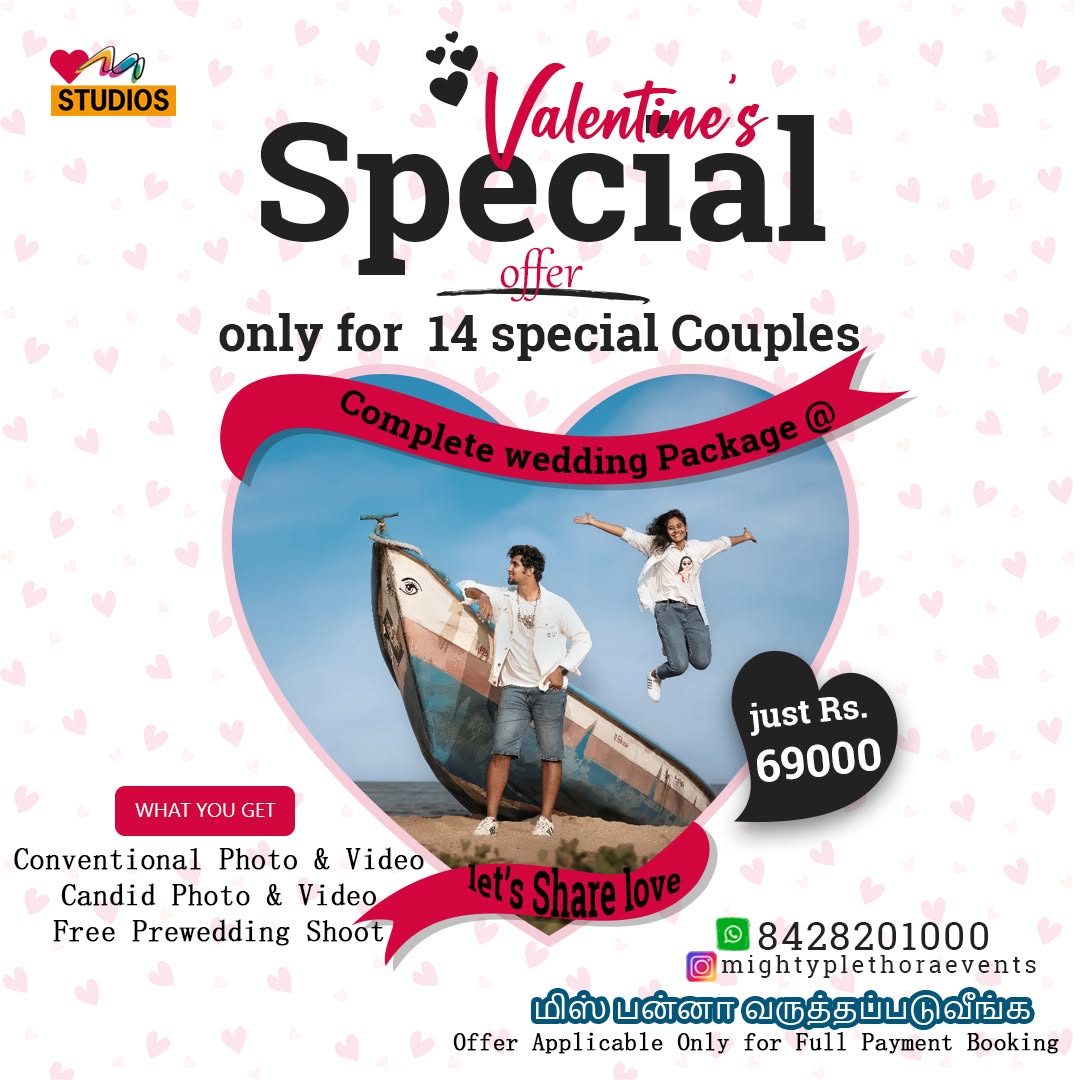 STUDIOS
Valentine's
Special
offer
only for 14 special Couples
Complete wedding Package @
just Rs.
69000
WHAT YOU GET
Conventional Photo & Video
Candid Photo & Video
Free Prewedding Shoot
let's Share love
8428201000
mightyplethoraevents
மிஸ் பன்னா வருத்தப்படுவீங்க
Offer Applicable Only for Full Payment Booking